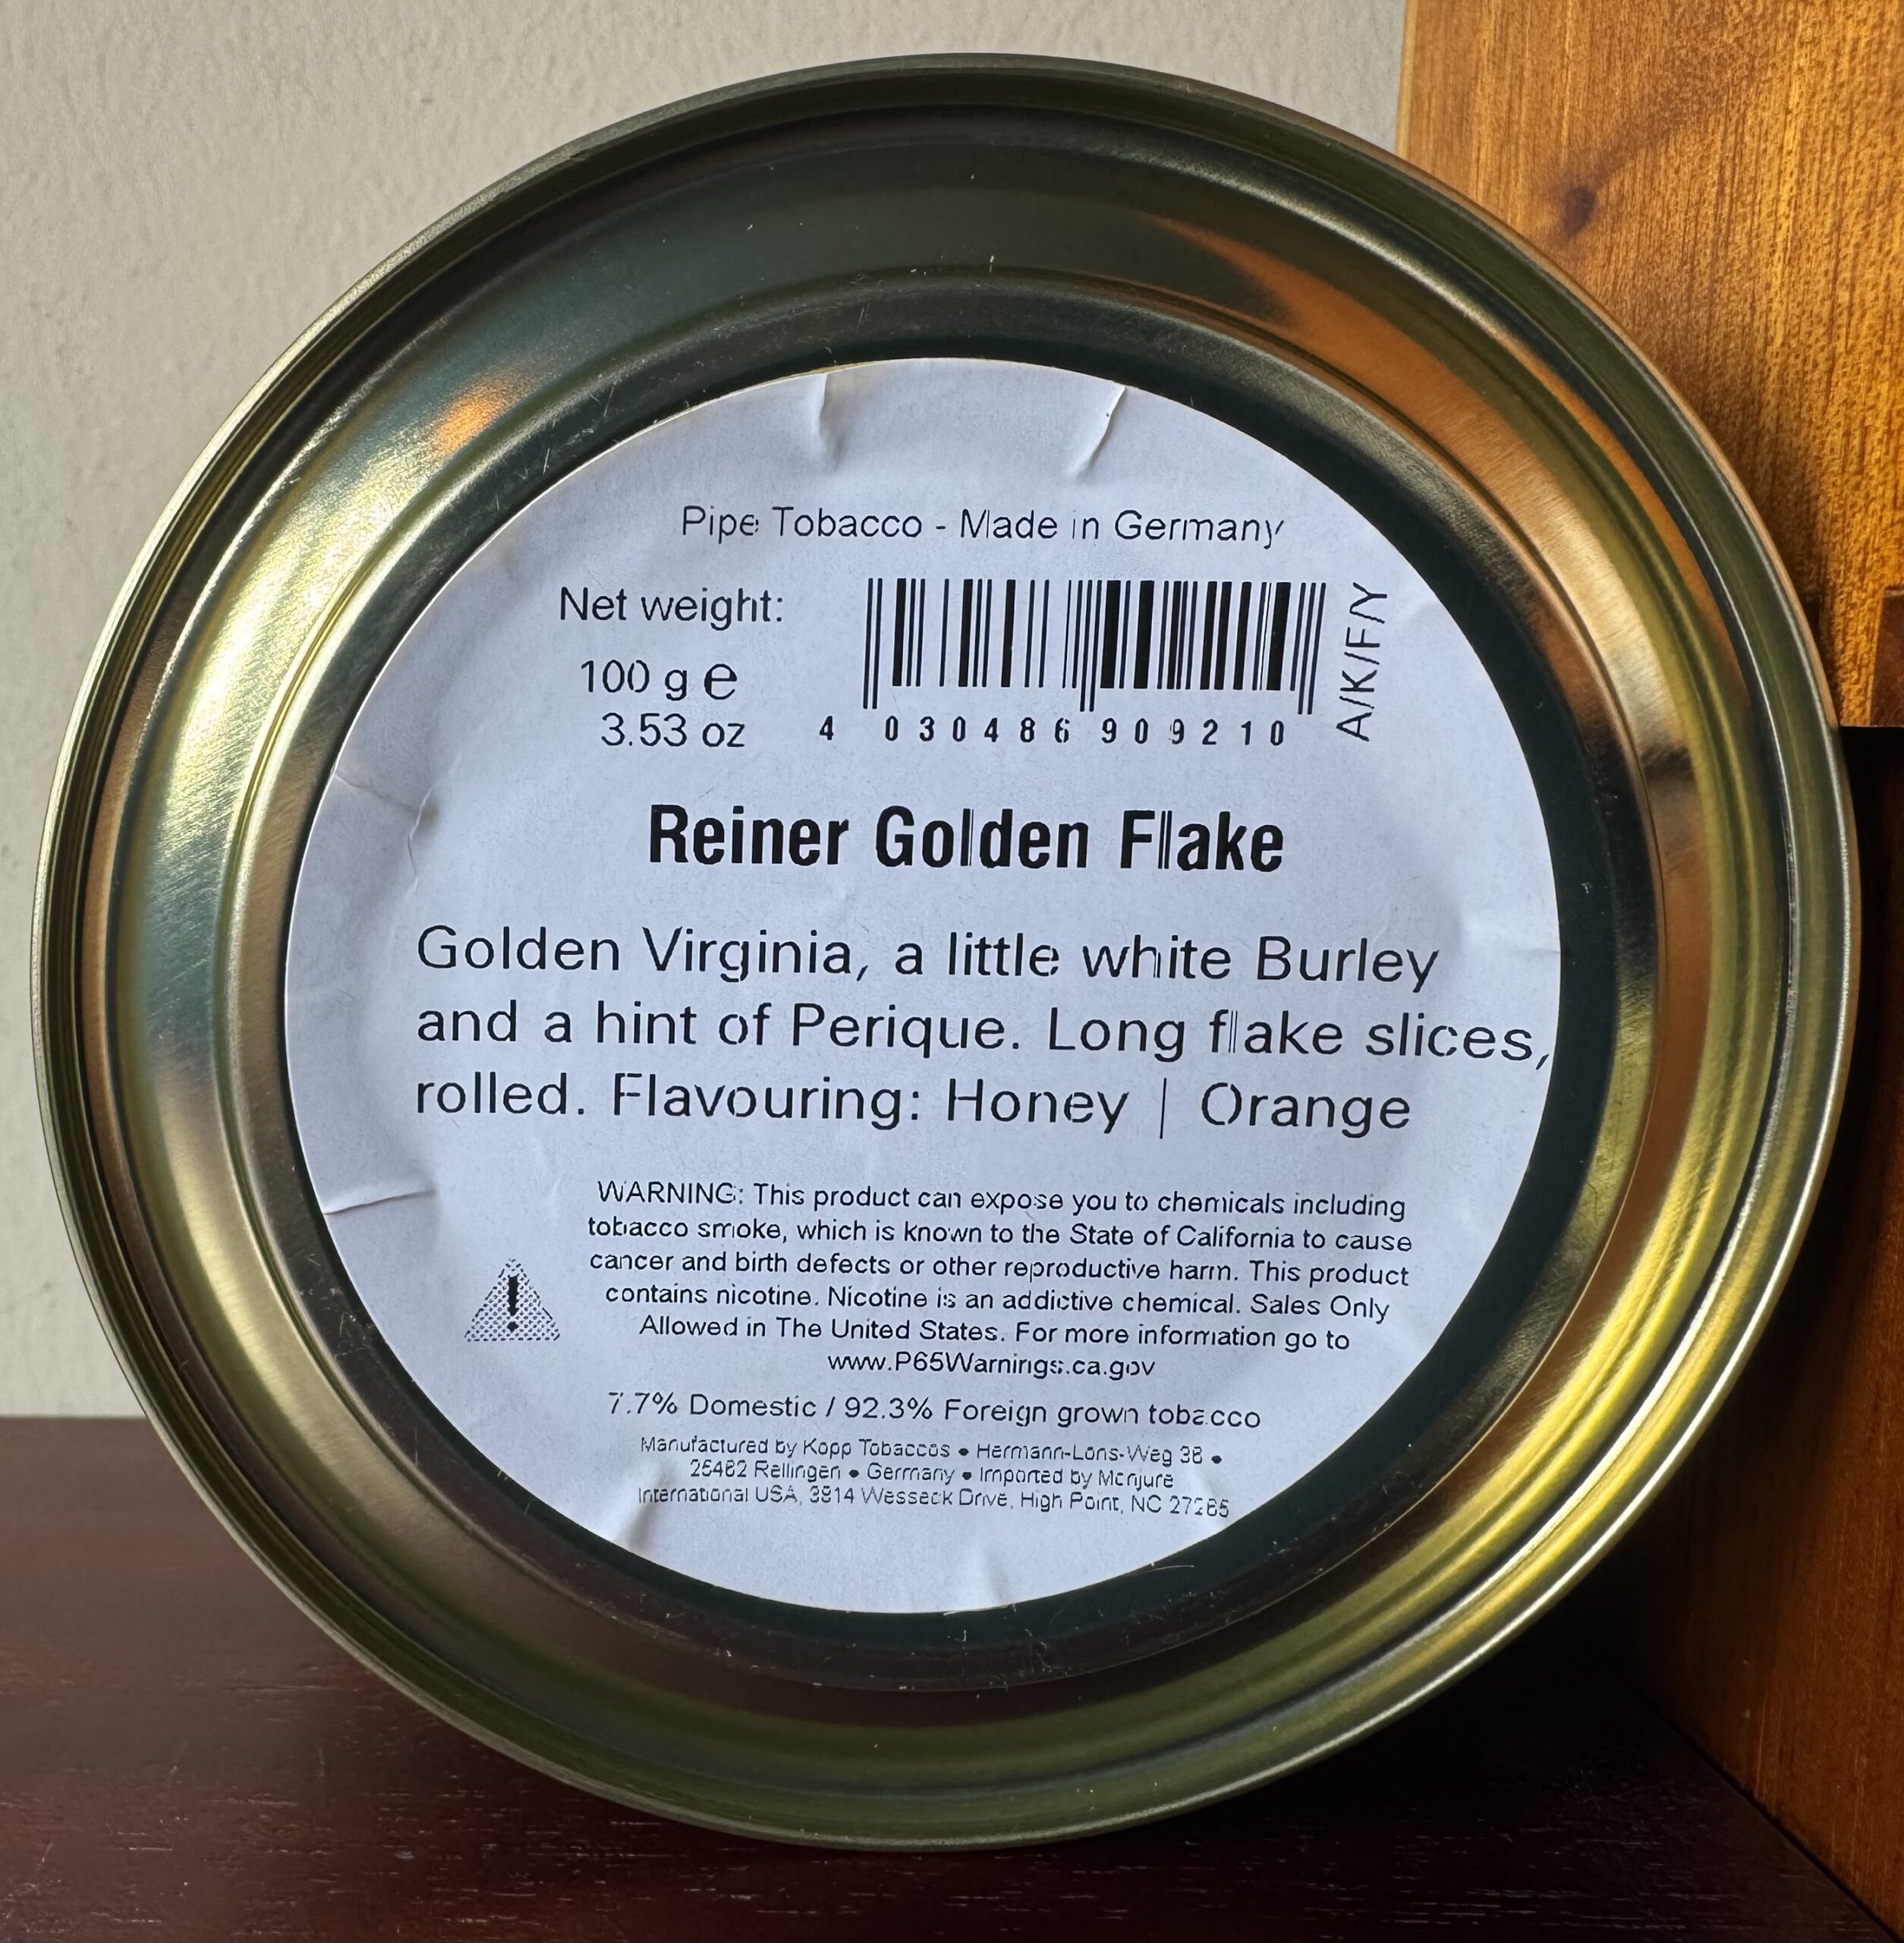 Pipe Tobacco - Made in Germany
Net weight:
100 g e
3.53 oz
4 030486 909210
A/K/F/Y
Reiner Golden Flake
Golden Virginia, a little white Burley
and a hint of Perique. Long flake slices,
rolled. Flavouring: Honey | Orange
WARNING: This product can expose you to chemicals including
tobacco smoke, which is known to the State of California to cause
cancer and birth defects or other reproductive harm. This product
contains nicotine. Nicotine is an addictive chemical. Sales Only
Allowed in The United States. For more information go to
www.P65Warnings.ca.gov
7.7% Domestic / 92.3% Foreign grown tobacco
Manufactured by Kopp Tobaccos • Hermann-Löns-Weg 36 •
25462 Rellingen • Germany • Imported by
International USA, 3914 Wesseck Drive, High Point, NC 27265